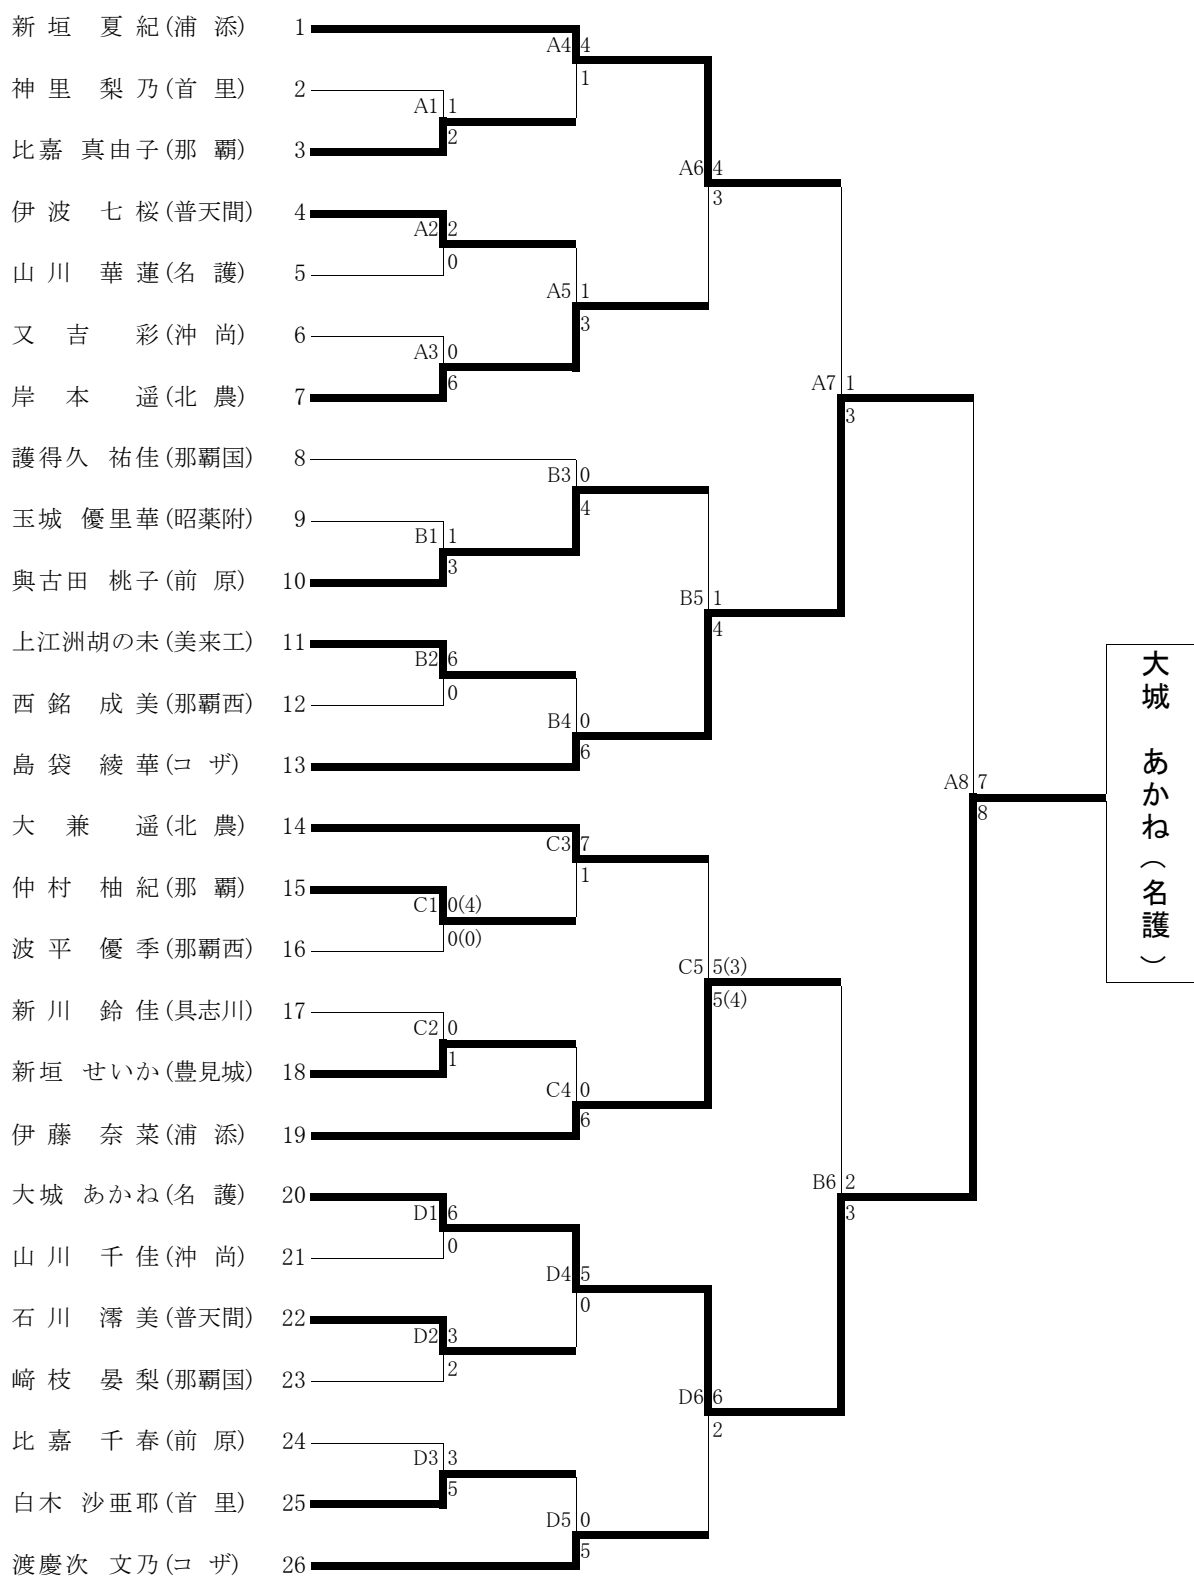 新垣 夏紀(浦添) 1
A4 4
1
神里 梨乃(首里) 2
A1 1
2
比嘉 真由子(那覇) 3
A6 4
3
伊波 七桜(普天間) 4
A2 2
0
山川 華蓮(名護) 5
A5 1
3
又吉 彩(沖尚) 6
A3 0
6
岸本 遥(北農) 7
A7 1
3
護得久 祐佳(那覇国) 8
B3 0
4
玉城 優里華(昭薬附) 9
B1 1
3
與古田 桃子(前原) 10
B5 1
4
上江洲胡の未(美来工) 11
B2 6
0
西銘 成美(那覇西) 12
B4 0
6
島袋 綾華(コザ) 13
A8 7
8
大城 あかね(名護)
大兼 遥(北農) 14
C3 7
1
仲村 柚紀(那覇) 15
C1 0(4)
0(0)
波平 優季(那覇西) 16
C5 5(3)
5(4)
新川 鈴佳(具志川) 17
C2 0
1
新垣 せいか(豊見城) 18
C4 0
6
伊藤 奈菜(浦添) 19
B6 2
3
大城 あかね(名護) 20
D1 6
0
山川 千佳(沖尚) 21
D4 5
0
石川 澪美(普天間) 22
D2 3
2
﨑枝 晏梨(那覇国) 23
D6 6
2
比嘉 千春(前原) 24
D3 3
5
白木 沙亜耶(首里) 25
D5 0
5
渡慶次 文乃(コザ) 26